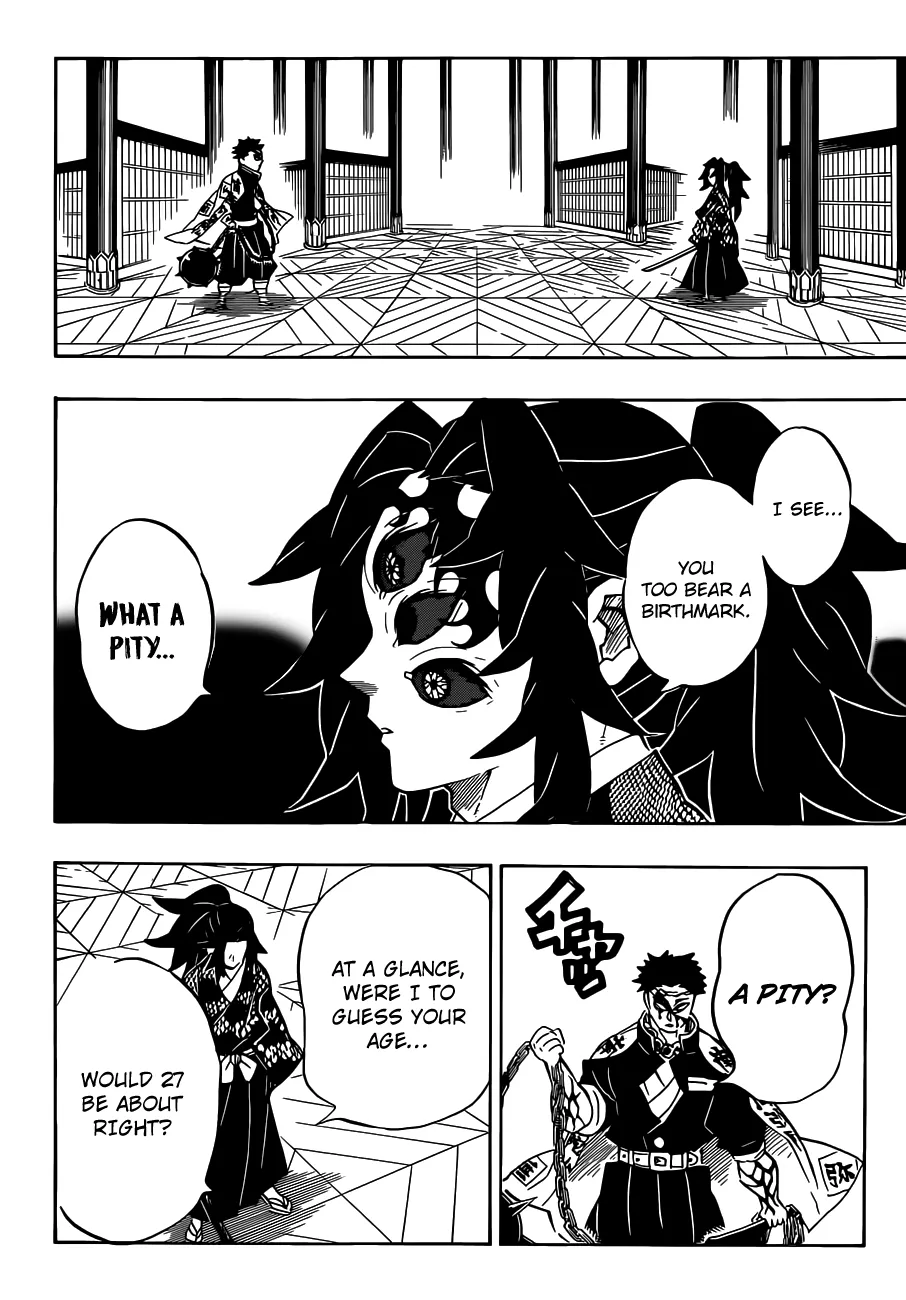 I SEE...
YOU
TOO BEAR A
BIRTHMARK.
WHAT A
PITY...
A PITY?
AT A GLANCE,
WERE I TO
GUESS YOUR
AGE...
WOULD 27
BE ABOUT
RIGHT?
弥